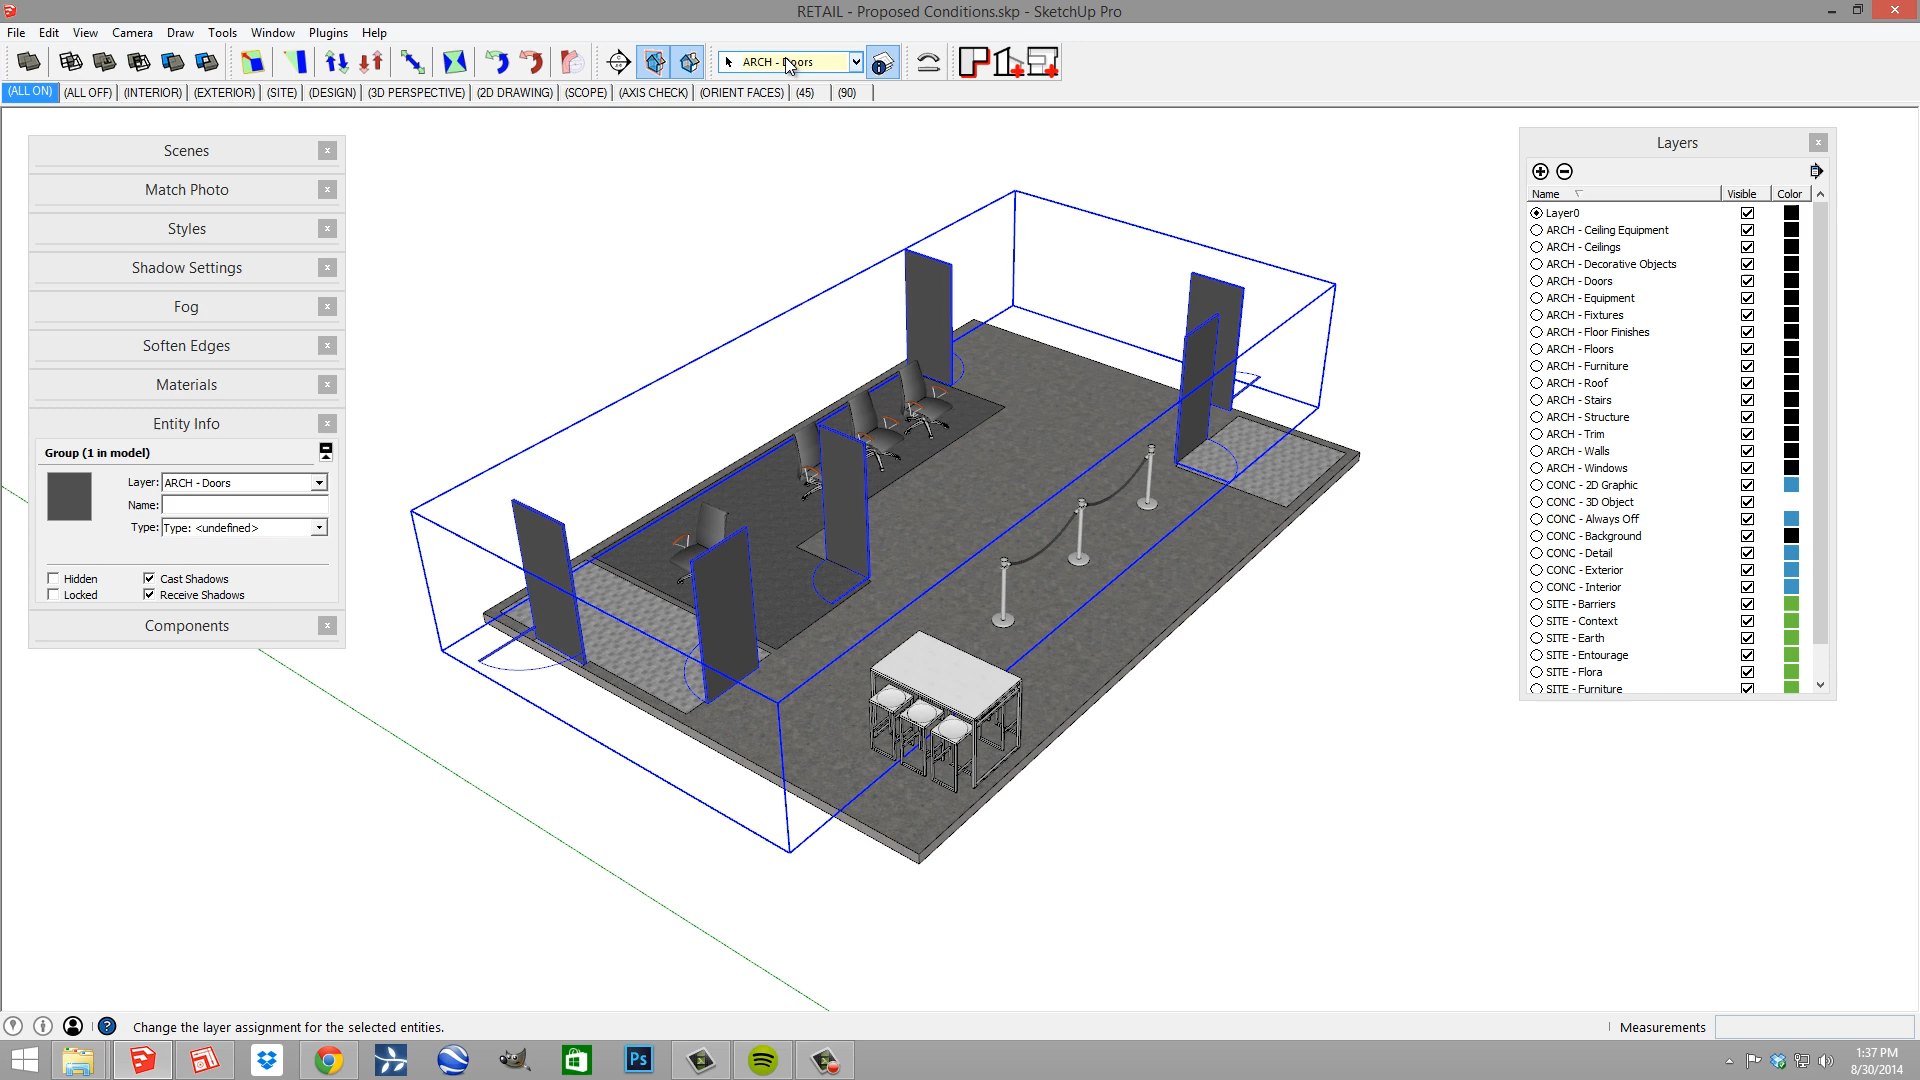 RETAIL - Proposed Conditions.skp - SketchUp Pro
File Edit View Camera Draw Tools Window Plugins Help
ARCH - Doors
(ALL ON) (ALL OFF) (INTERIOR) (EXTERIOR) (SITE) (DESIGN) (3D PERSPECTIVE) (2D DRAWING) (SCOPE) (AXIS CHECK) (ORIENT FACES) (45) (90)
Scenes
Match Photo
Styles
Shadow Settings
Fog
Soften Edges
Materials
Entity Info
Group (1 in model)
Layer: ARCH - Doors
Name:
Type: Type: <undefined>
Hidden Cast Shadows
Locked Receive Shadows
Components
Layers
Name Visible Color
Layer0
ARCH - Ceiling Equipment
ARCH - Ceilings
ARCH - Decorative Objects
ARCH - Doors
ARCH - Equipment
ARCH - Fixtures
ARCH - Floor Finishes
ARCH - Floors
ARCH - Furniture
ARCH - Roof
ARCH - Stairs
ARCH - Structure
ARCH - Trim
ARCH - Walls
ARCH - Windows
CONC - 2D Graphic
CONC - 3D Object
CONC - Always Off
CONC - Background
CONC - Detail
CONC - Exterior
CONC - Interior
SITE - Barriers
SITE - Context
SITE - Earth
SITE - Entourage
SITE - Flora
SITE - Furniture
Change the layer assignment for the selected entities.
Measurements
Ps
1:37 PM
8/30/2014